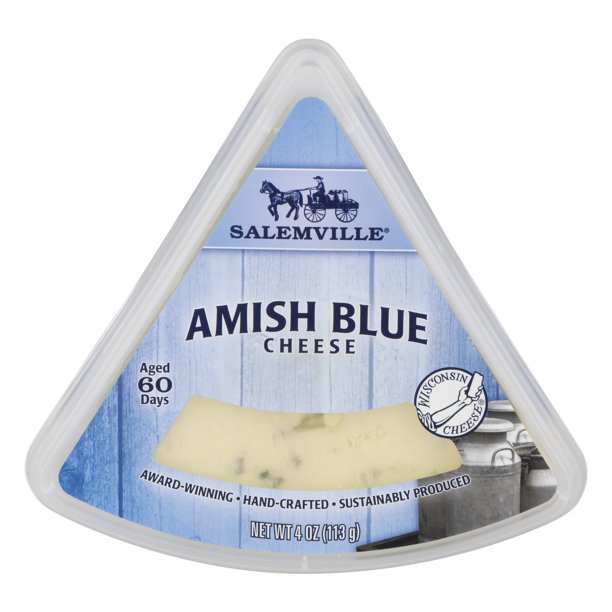 SALEMVILLE®
AMISH BLUE
CHEESE
Aged
60
Days
WISCONSIN
CHEESE®
AWARD-WINNING • HAND-CRAFTED • SUSTAINABLY PRODUCED
NET WT 4 OZ (113 g)